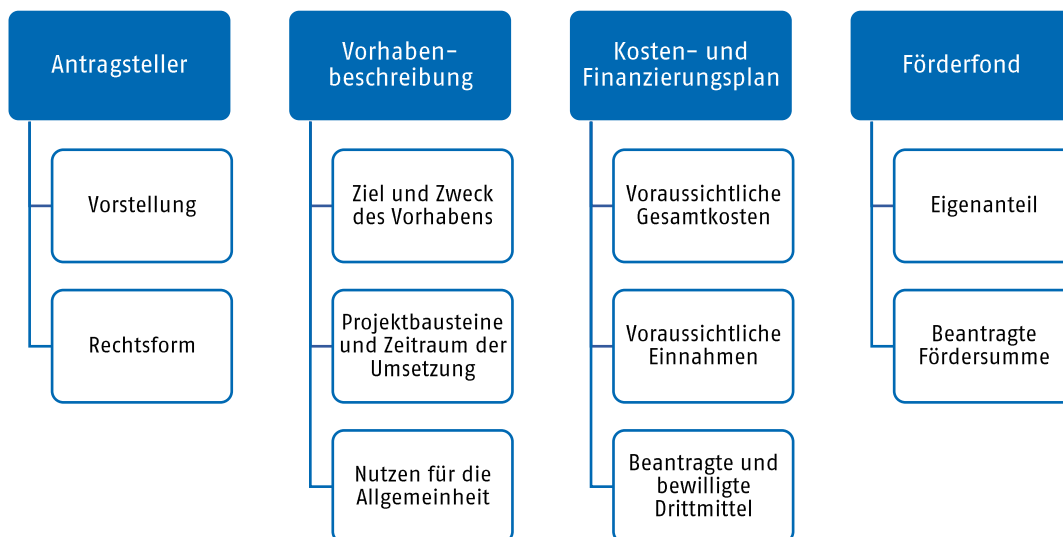 Antragsteller
Vorstellung
Rechtsform
Vorhaben-
beschreibung
Ziel und Zweck
des Vorhabens
Projektbausteine
und Zeitraum der
Umsetzung
Nutzen für die
Allgemeinheit
Kosten- und
Finanzierungsplan
Voraussichtliche
Gesamtkosten
Voraussichtliche
Einnahmen
Beantragte und
bewilligte
Drittmittel
Förderfond
Eigenanteil
Beantragte
Fördersumme